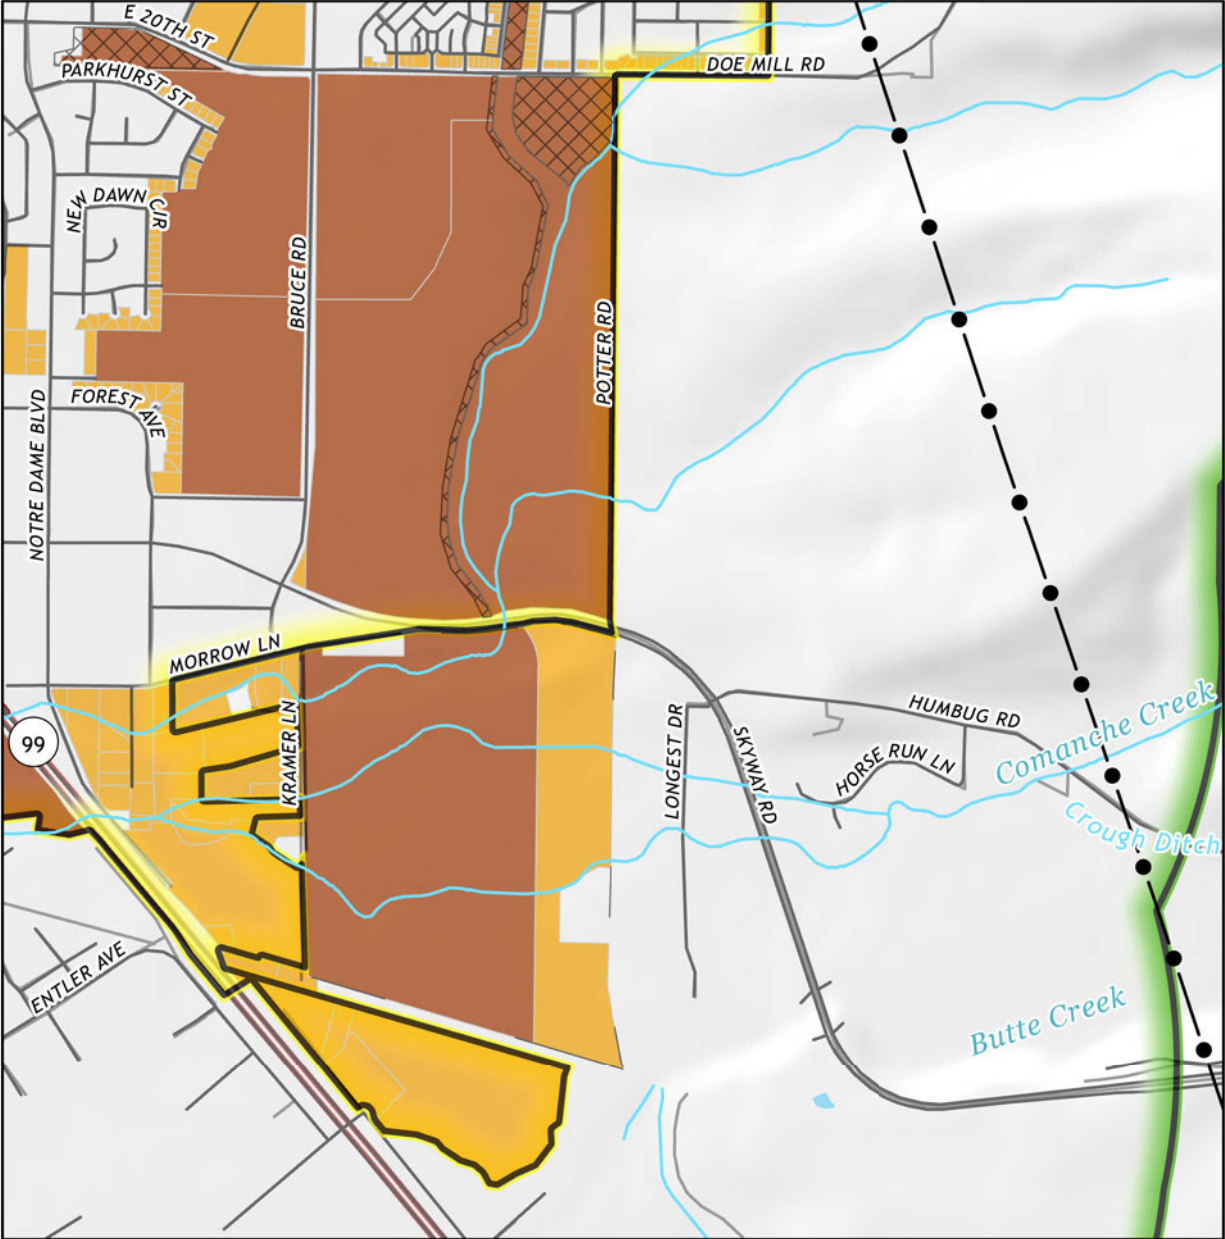 E 20TH ST
DOE MILL RD
PARKHURST ST
NEW DAWN CIR
BRUCE RD
POTTER RD
FOREST AVE
NOTRE DAME BLVD
MORROW LN
KRAMER LN
99
LONGEST DR
SKYWAY RD
HUMBUG RD
HORSE RUN LN
Comanche Creek
Crough Ditch
ENTLER AVE
Butte Creek